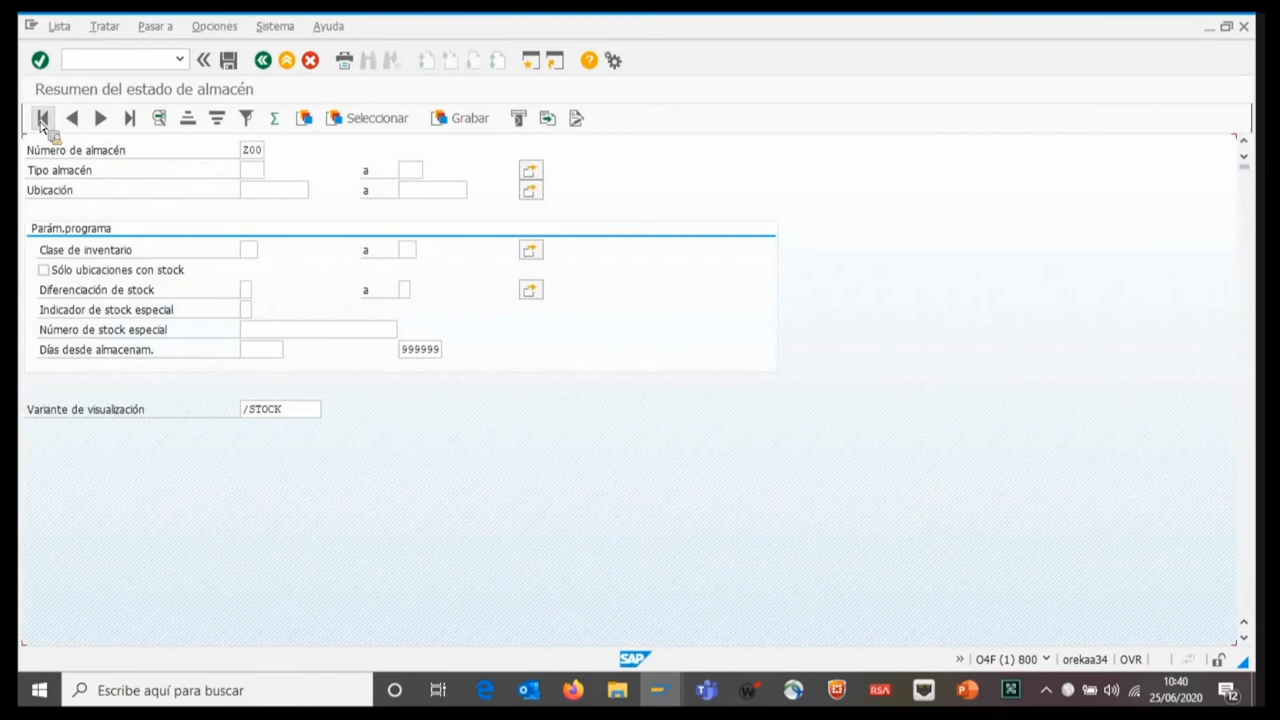 Lista Tratar Pasar a Opciones Sistema Ayuda
Resumen del estado de almacén
Seleccionar Grabar
Número de almacén Z00
Tipo almacén a
Ubicación a
Parám.programa
Clase de inventario a
Sólo ubicaciones con stock
Diferenciación de stock a
Indicador de stock especial
Número de stock especial
Días desde almacenam. 999999
Variante de visualización /STOCK
SAP » O4F (1) 800 orekaa34 OVR
Escribe aquí para buscar RSA 10:40
25/06/2020 12